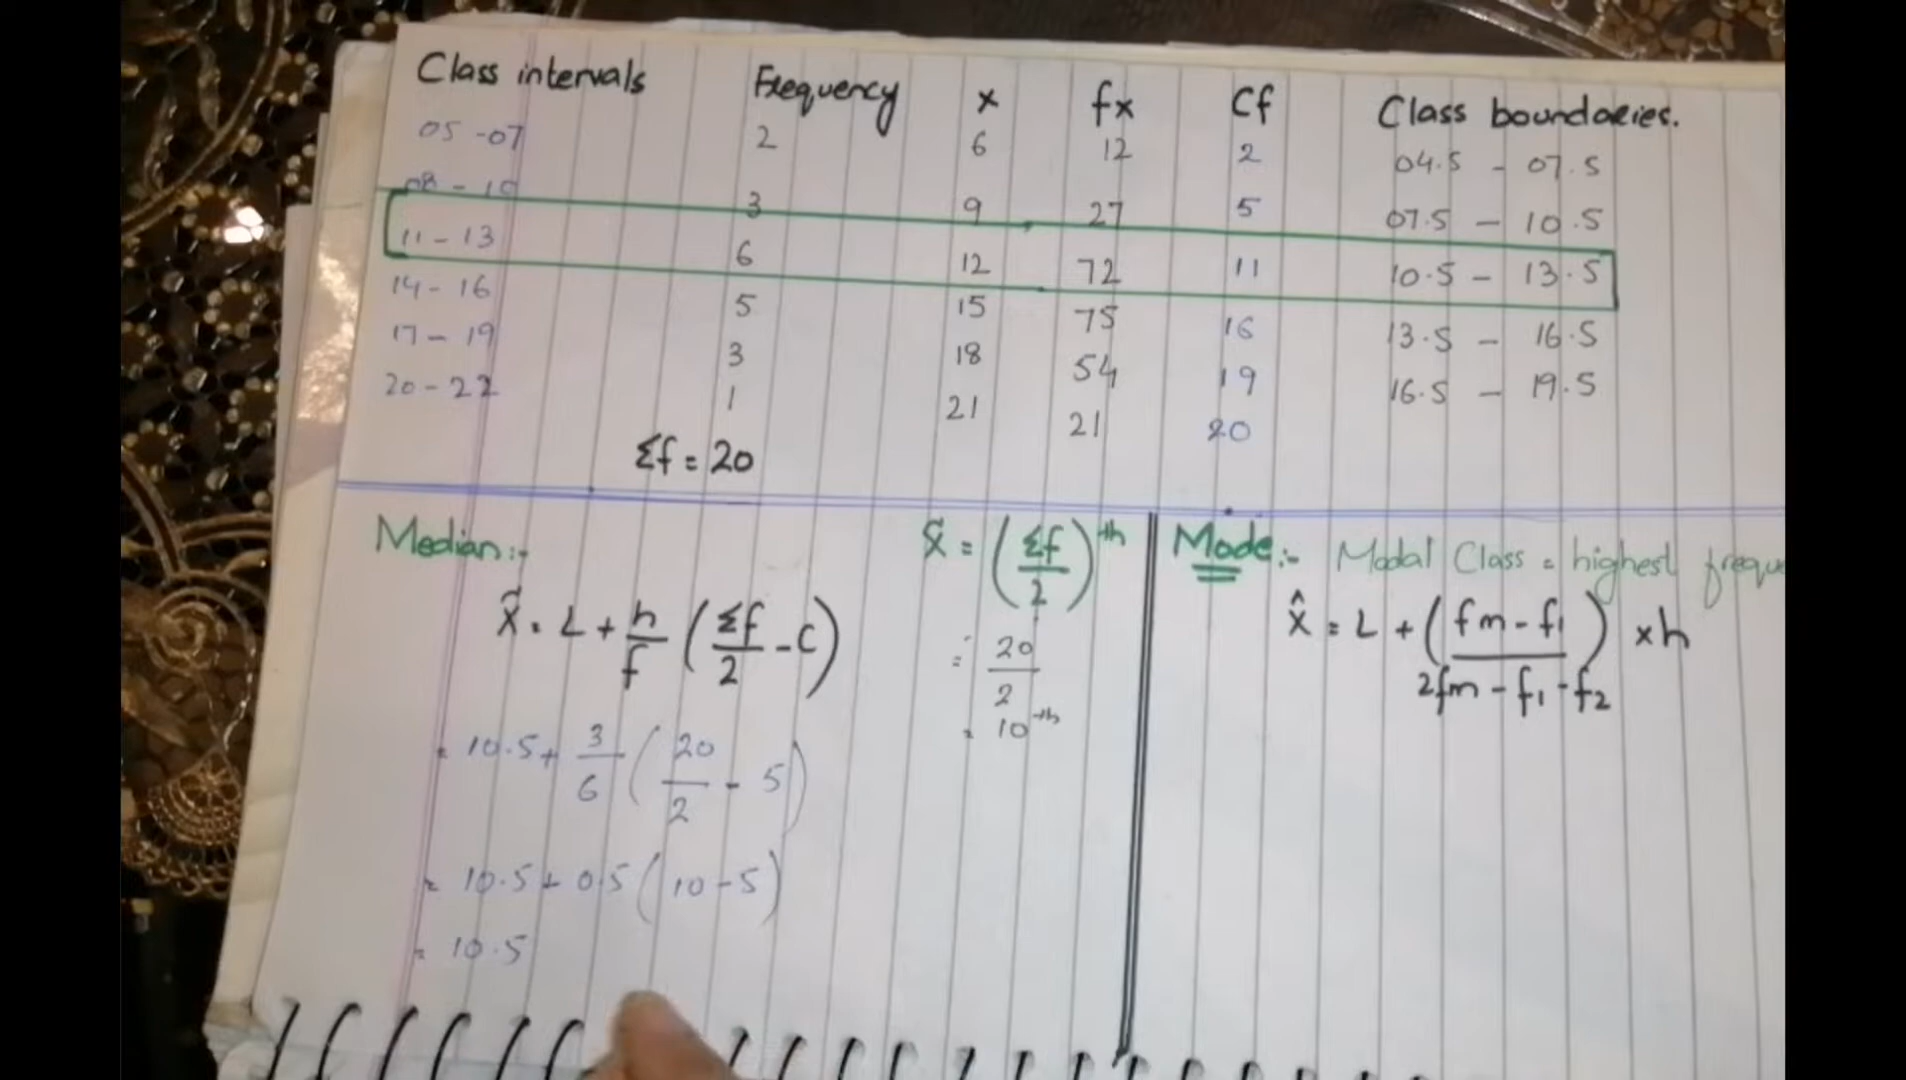 Class intervals Frequency x fx Cf Class boundaries.
05 - 07 2 6 12 2 04.5 - 07.5
08 - 10 3 9 27 5 07.5 - 10.5
11 - 13 6 12 72 11 10.5 - 13.5
14 - 16 5 15 75 16 13.5 - 16.5
17 - 19 3 18 54 19 16.5 - 19.5
20 - 22 1 21 21 20
Σf = 20
Median:-
x̃ = L + h/f (Σf/2 - C)
= 10.5 + 3/6 (20/2 - 5)
= 10.5 + 0.5 (10 - 5)
= 10.5
x̃ = (Σf/2)th
= 20/2
= 10th
Mode:- Modal Class = highest frequ
x̂ = L + (fm - f1 / 2fm - f1 - f2) × h